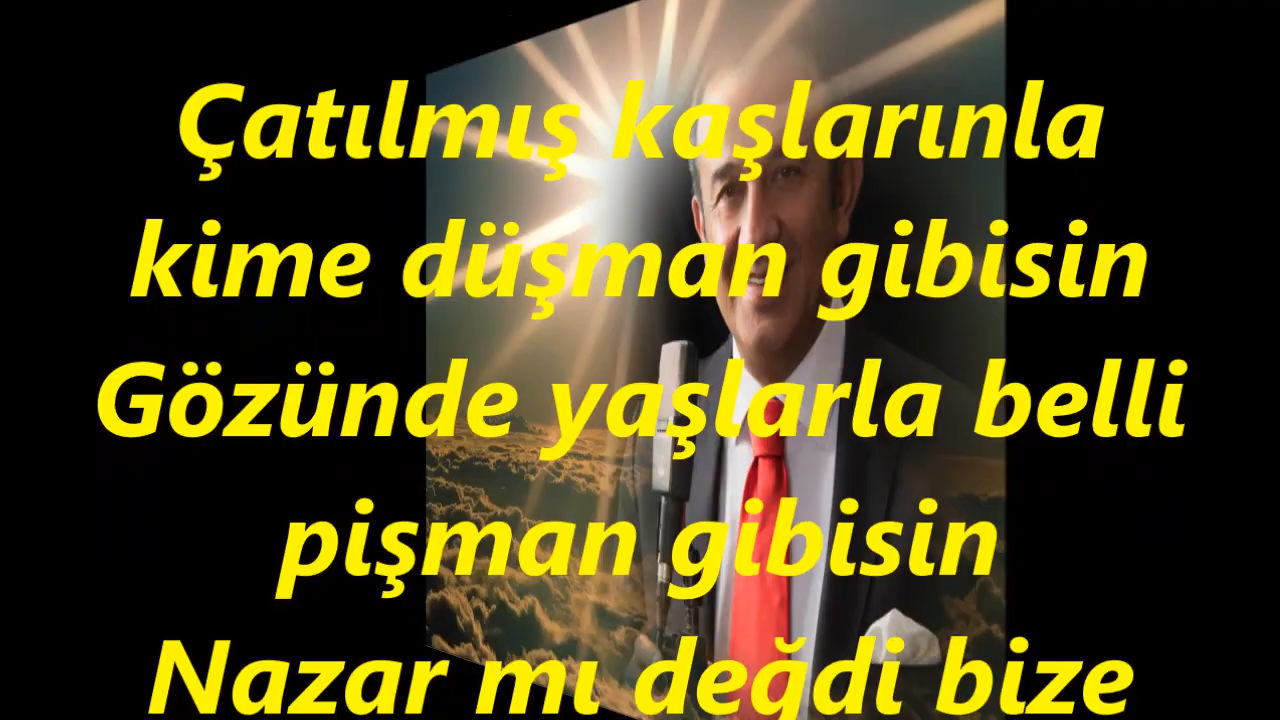 Çatılmış kaşlarınla
kime düşman gibisin
Gözünde yaşlarla belli
pişman gibisin
Nazar mı değdi bize